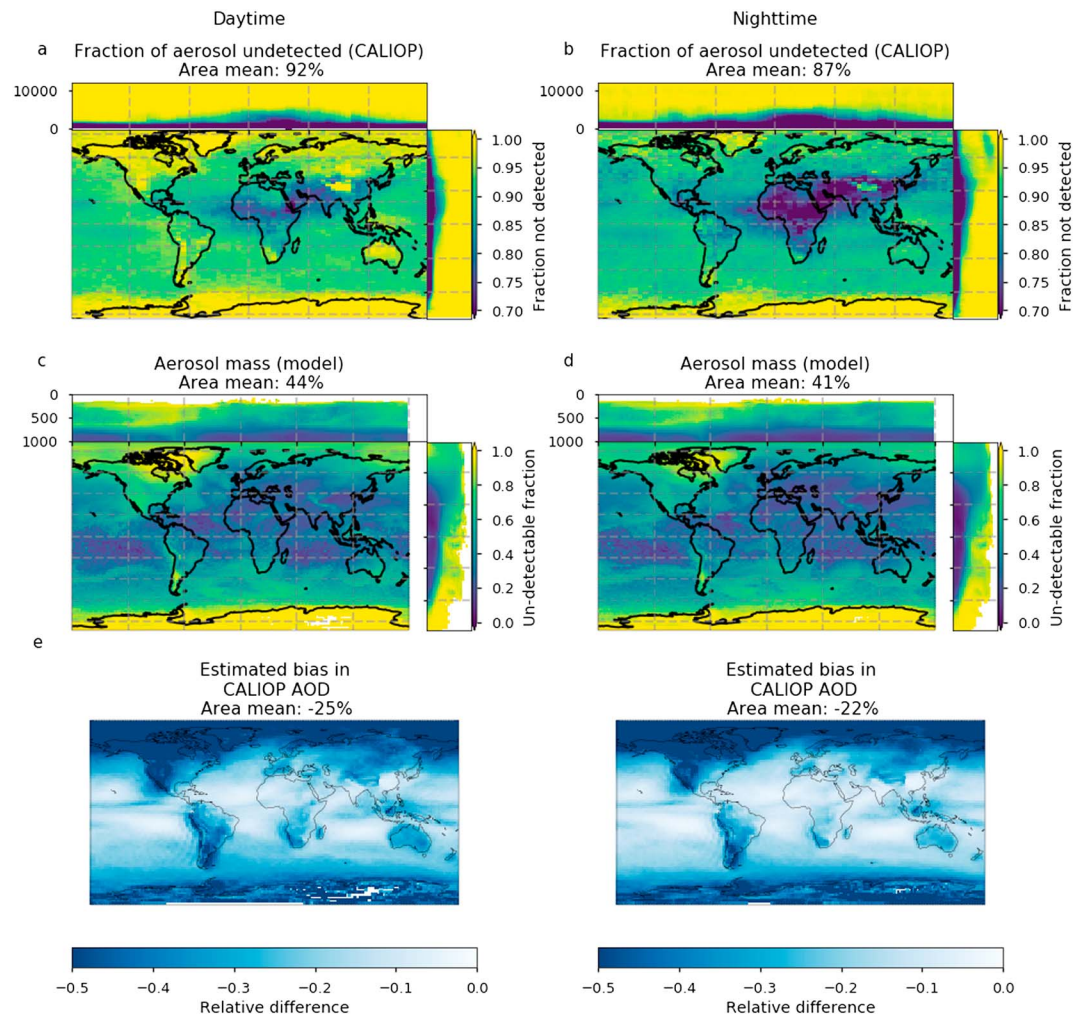 Daytime
Nighttime
a
Fraction of aerosol undetected (CALIOP)
Area mean: 92%
b
Fraction of aerosol undetected (CALIOP)
Area mean: 87%
10000
0
1.00
0.95
0.90
0.85
0.80
0.75
0.70
Fraction not detected
10000
0
1.00
0.95
0.90
0.85
0.80
0.75
0.70
Fraction not detected
c
Aerosol mass (model)
Area mean: 44%
d
Aerosol mass (model)
Area mean: 41%
0
500
1000
1.0
0.8
0.6
0.4
0.2
0.0
Un-detectable fraction
0
500
1000
1.0
0.8
0.6
0.4
0.2
0.0
Un-detectable fraction
e
Estimated bias in
CALIOP AOD
Area mean: -25%
Estimated bias in
CALIOP AOD
Area mean: -22%
−0.5 −0.4 −0.3 −0.2 −0.1 0.0
Relative difference
−0.5 −0.4 −0.3 −0.2 −0.1 0.0
Relative difference